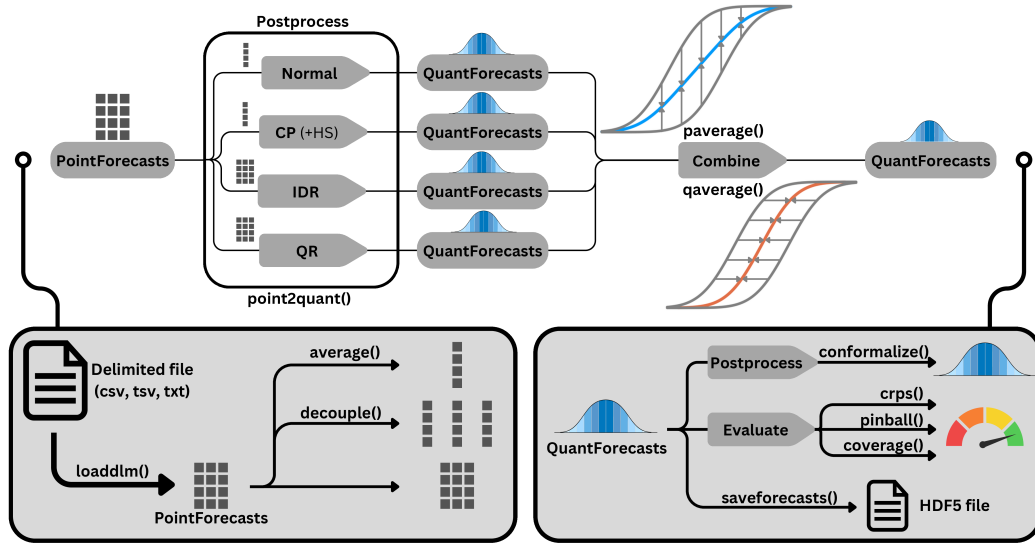 Postprocess
Normal
QuantForecasts
CP (+HS)
QuantForecasts
PointForecasts
IDR
QuantForecasts
QR
QuantForecasts
point2quant()
paverage()
Combine
qaverage()
QuantForecasts
Delimited file
(csv, tsv, txt)
loaddlm()
PointForecasts
average()
decouple()
QuantForecasts
Postprocess
conformalize()
Evaluate
crps()
pinball()
coverage()
saveforecasts()
HDF5 file